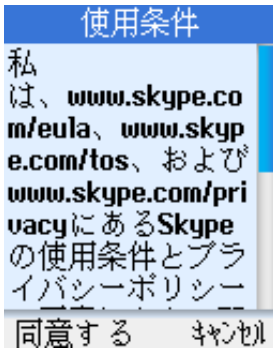 使用条件
私
は、www.skype.co
m/eula、www.skyp
e.com/tos、および
www.skype.com/pri
vacyにあるSkype
の使用条件とプラ
イバシーポリシー
同意する ｷｬﾝｾﾙ